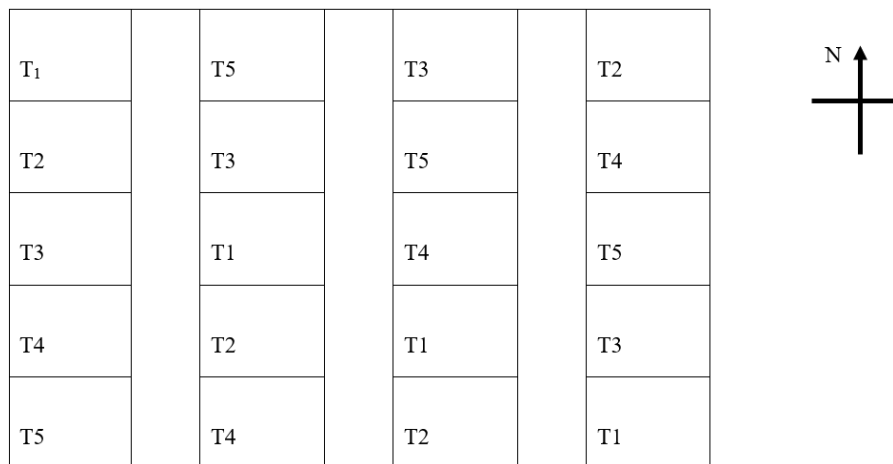 T₁ T5 T3 T2 N
T2 T3 T5 T4
T3 T1 T4 T5
T4 T2 T1 T3
T5 T4 T2 T1